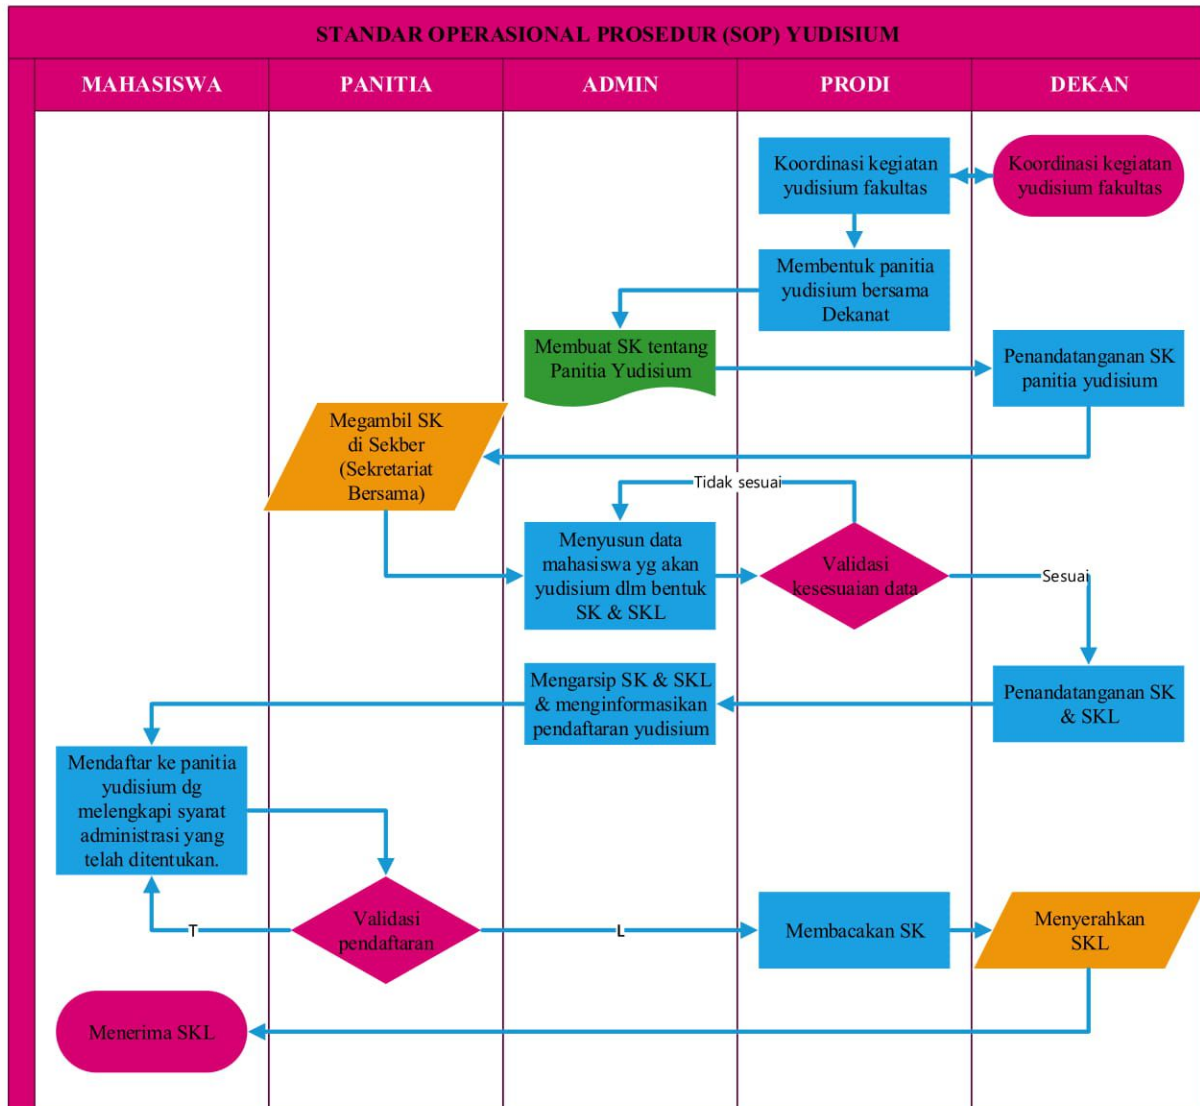 STANDAR OPERASIONAL PROSEDUR (SOP) YUDISIUM
MAHASISWA
PANITIA
ADMIN
PRODI
DEKAN
Koordinasi kegiatan
yudisium fakultas
Koordinasi kegiatan
yudisium fakultas
Membentuk panitia
yudisium bersama
Dekanat
Membuat SK tentang
Panitia Yudisium
Penandatanganan SK
panitia yudisium
Megambil SK
di Sekber
(Sekretariat
Bersama)
Tidak sesuai
Menyusun data
mahasiswa yg akan
yudisium dlm bentuk
SK & SKL
Validasi
kesesuaian data
Sesuai
Penandatanganan SK
& SKL
Mengarsip SK & SKL
& menginformasikan
pendaftaran yudisium
Mendaftar ke panitia
yudisium dg
melengkapi syarat
administrasi yang
telah ditentukan.
T
Validasi
pendaftaran
L
Membacakan SK
Menyerahkan
SKL
Menerima SKL